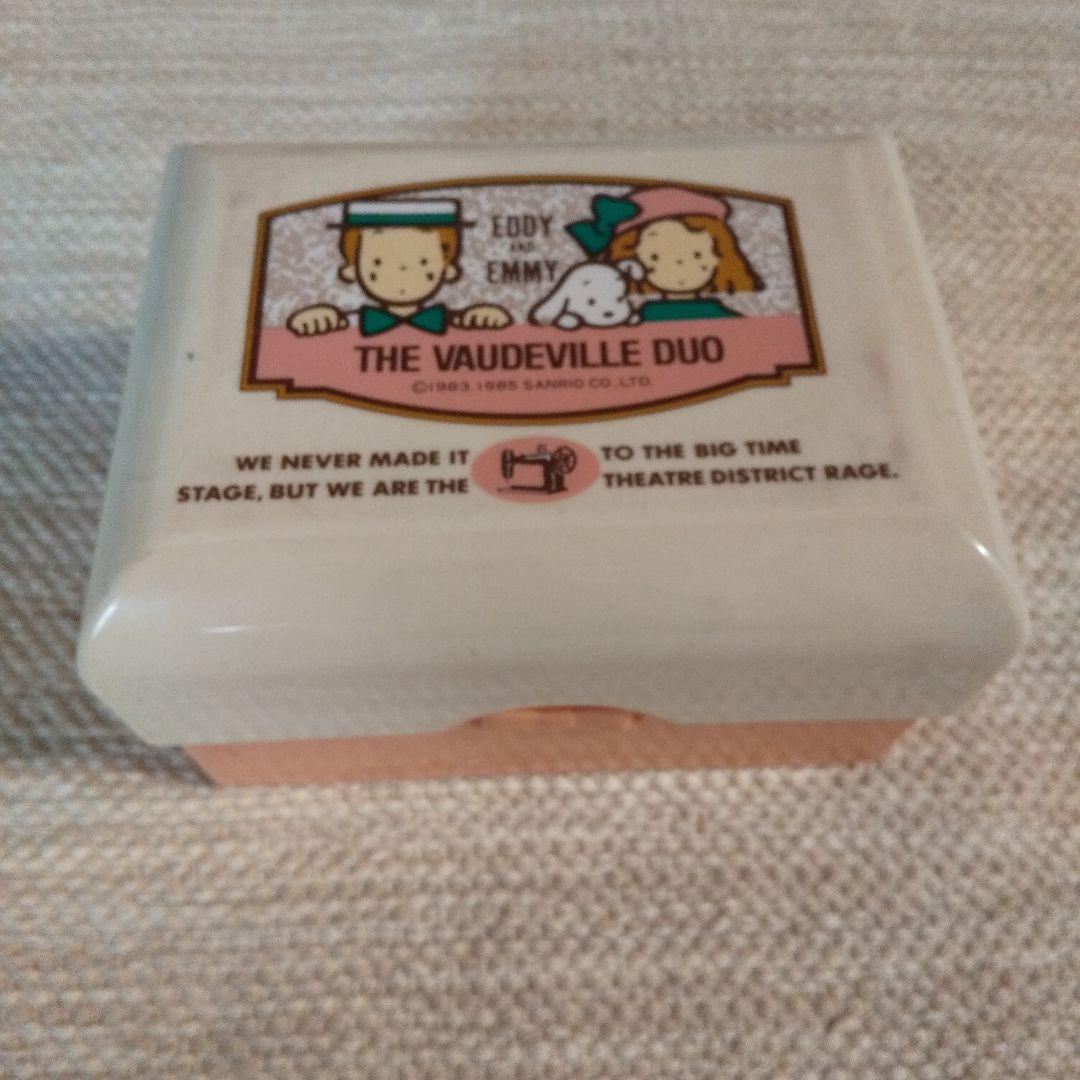 EDDY
AND
EMMY
THE VAUDEVILLE DUO
©1983.1985 SANRIO CO., LTD.
WE NEVER MADE IT TO THE BIG TIME
STAGE, BUT WE ARE THE THEATRE DISTRICT RAGE.